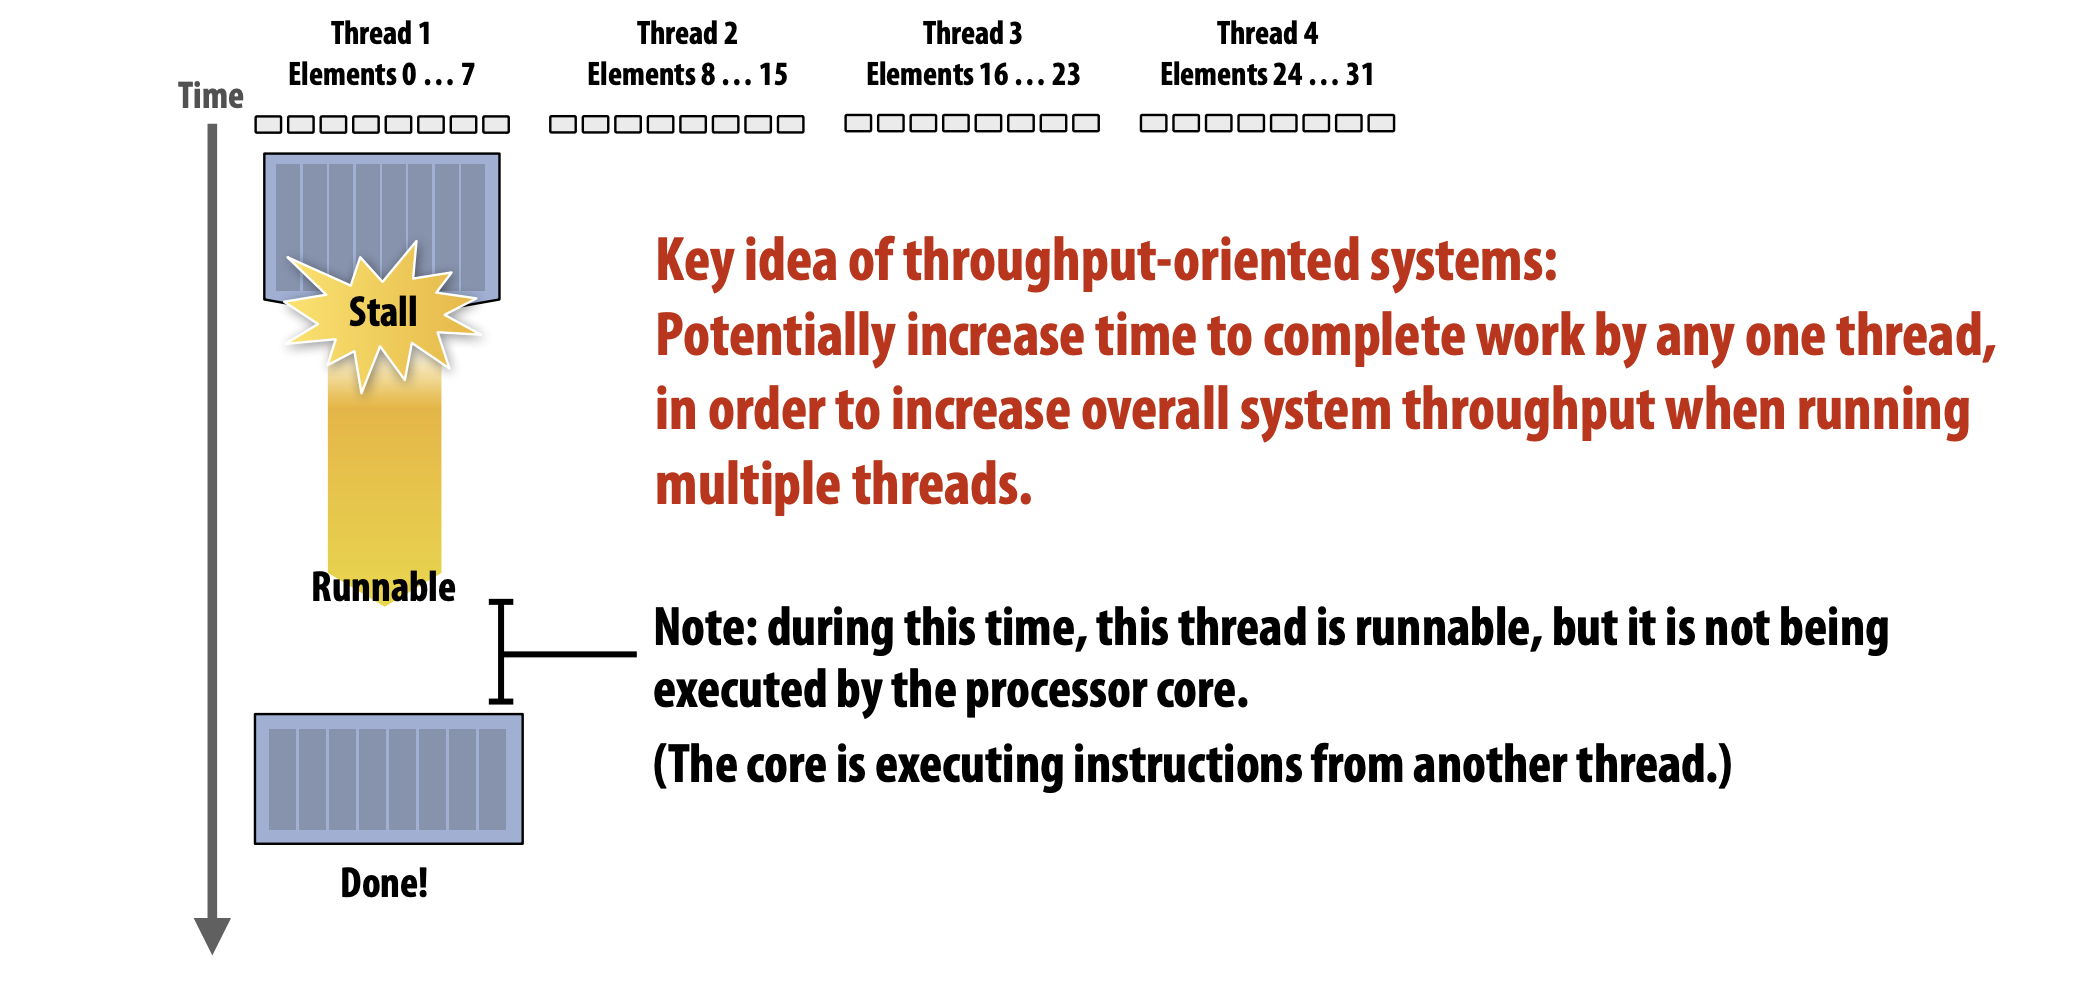 Thread 1
Elements 0 … 7
Thread 2
Elements 8 … 15
Thread 3
Elements 16 … 23
Thread 4
Elements 24 … 31
Time
Stall
Key idea of throughput-oriented systems:
Potentially increase time to complete work by any one thread,
in order to increase overall system throughput when running
multiple threads.
Runnable
Note: during this time, this thread is runnable, but it is not being
executed by the processor core.
(The core is executing instructions from another thread.)
Done!